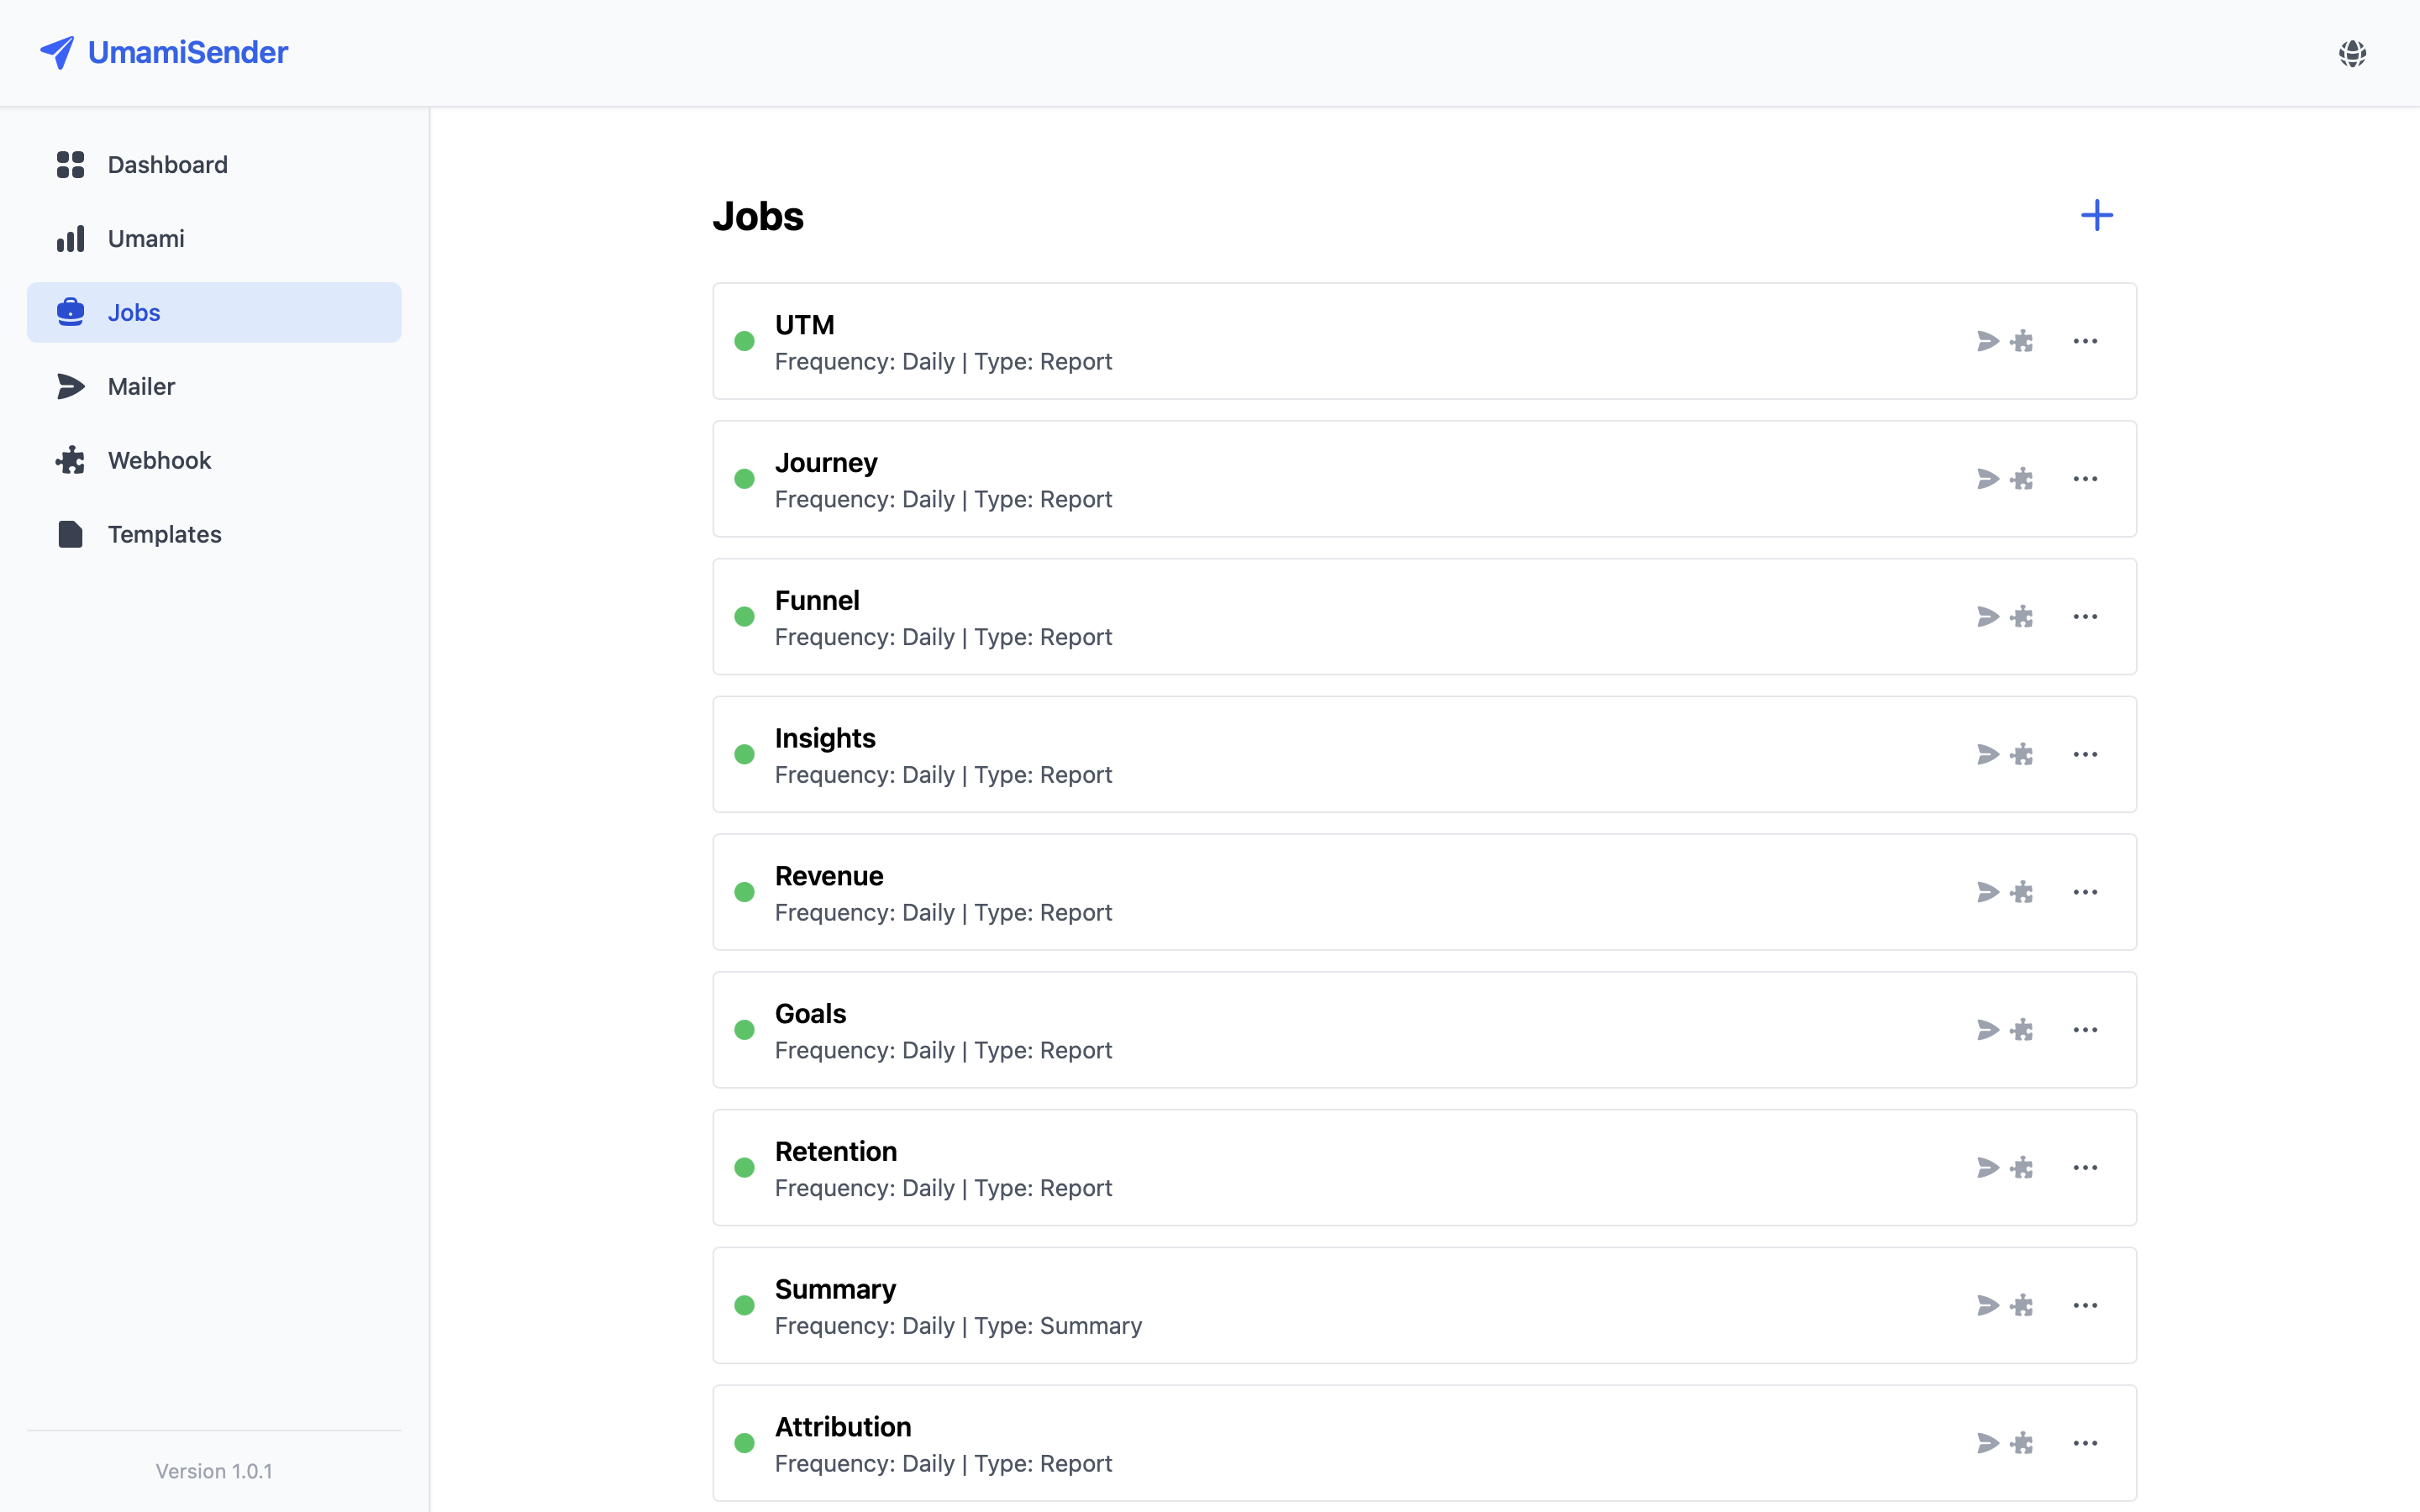 UmamiSender
Dashboard
Umami
Jobs
Mailer
Webhook
Templates
Version 1.0.1
Jobs
UTM
Frequency: Daily | Type: Report
Journey
Frequency: Daily | Type: Report
Funnel
Frequency: Daily | Type: Report
Insights
Frequency: Daily | Type: Report
Revenue
Frequency: Daily | Type: Report
Goals
Frequency: Daily | Type: Report
Retention
Frequency: Daily | Type: Report
Summary
Frequency: Daily | Type: Summary
Attribution
Frequency: Daily | Type: Report